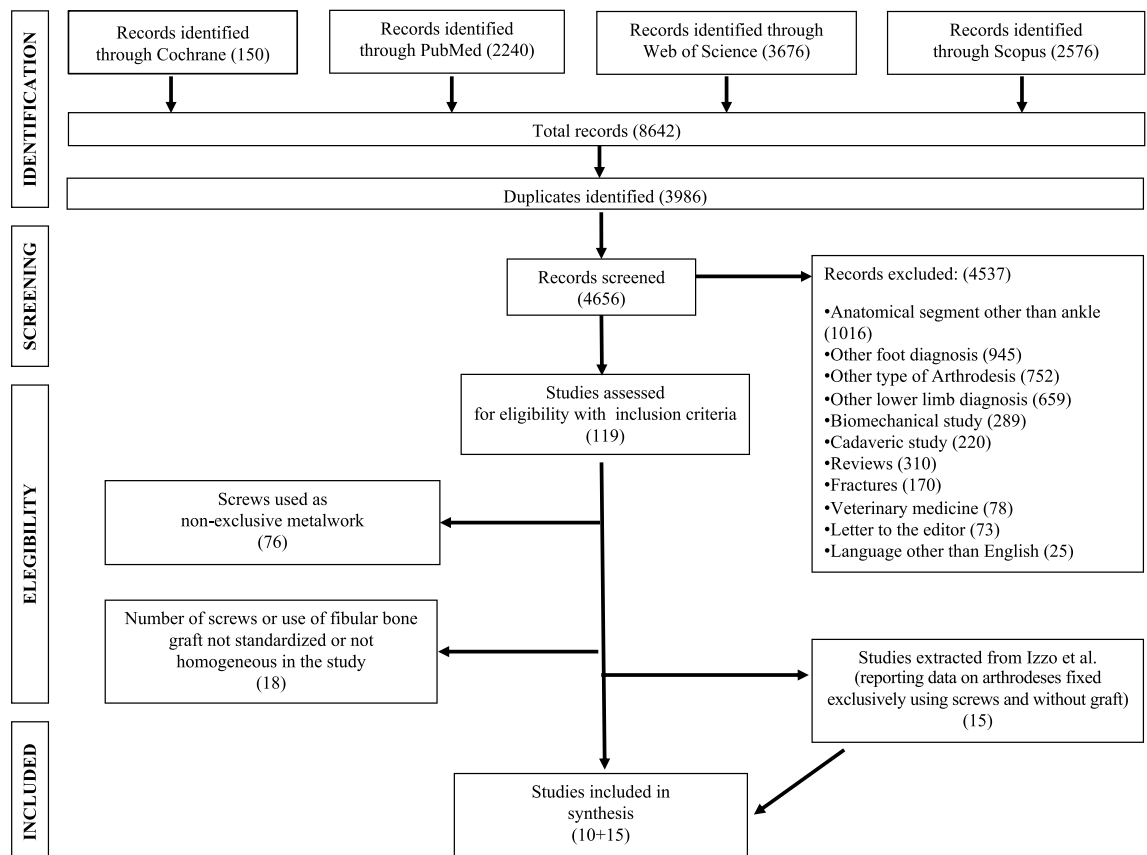 IDENTIFICATION
Records identified
through Cochrane (150)
Records identified
through PubMed (2240)
Records identified through
Web of Science (3676)
Records identified
through Scopus (2576)
Total records (8642)
Duplicates identified (3986)
SCREENING
Records screened
(4656)
Records excluded: (4537)
•Anatomical segment other than ankle
(1016)
•Other foot diagnosis (945)
•Other type of Arthrodesis (752)
•Other lower limb diagnosis (659)
•Biomechanical study (289)
•Cadaveric study (220)
•Reviews (310)
•Fractures (170)
•Veterinary medicine (78)
•Letter to the editor (73)
•Language other than English (25)
ELEGIBILITY
Studies assessed
for eligibility with inclusion criteria
(119)
Screws used as
non-exclusive metalwork
(76)
Number of screws or use of fibular bone
graft not standardized or not
homogeneous in the study
(18)
Studies extracted from Izzo et al.
(reporting data on arthrodeses fixed
exclusively using screws and without graft)
(15)
INCLUDED
Studies included in
synthesis
(10+15)